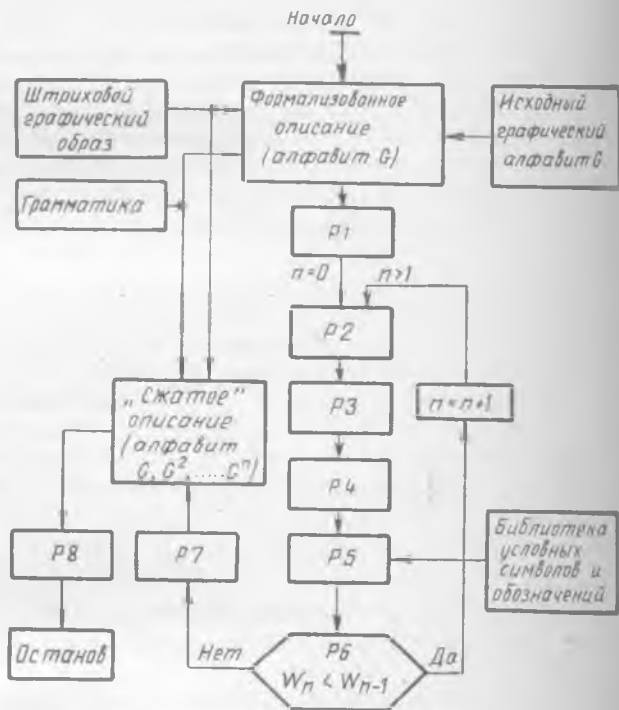 Начало
Штриховой
графический
образ
Формализованное
описание
(алфавит G)
Исходный
графический
алфавит G
Грамматика
P1
n=0
n>1
P2
„Сжатое"
описание
(алфавит
G, G²,.....Gⁿ)
P3
n=n+1
P4
P8
P7
P5
Библиотека
условных
символов и
обозначений
Останов
Нет
P6
Wn < Wn-1
Да